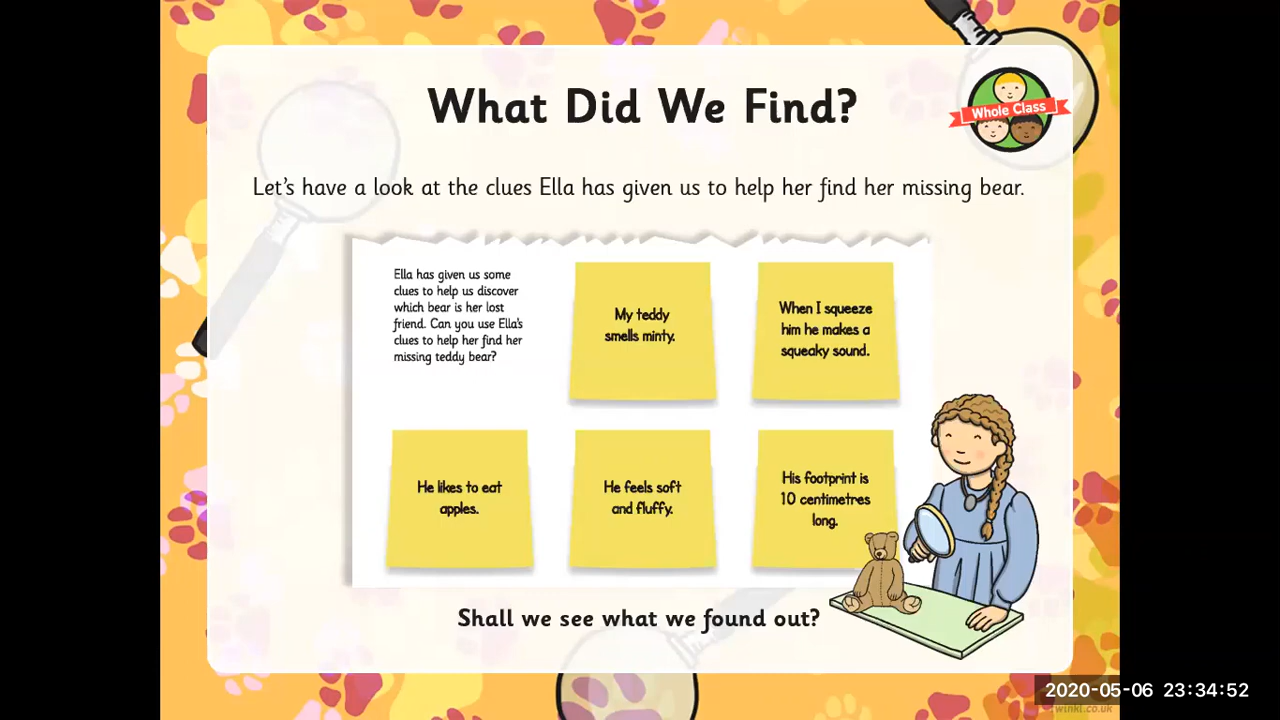 What Did We Find?
Whole Class
Let's have a look at the clues Ella has given us to help her find her missing bear.
Ella has given us some
clues to help us discover
which bear is her lost
friend. Can you use Ella's
clues to help her find her
missing teddy bear?
My teddy
smells minty.
When I squeeze
him he makes a
squeaky sound.
He likes to eat
apples.
He feels soft
and fluffy.
His footprint is
10 centimetres
long.
Shall we see what we found out?
2020-05-06 23:34:52
winkl.co.uk